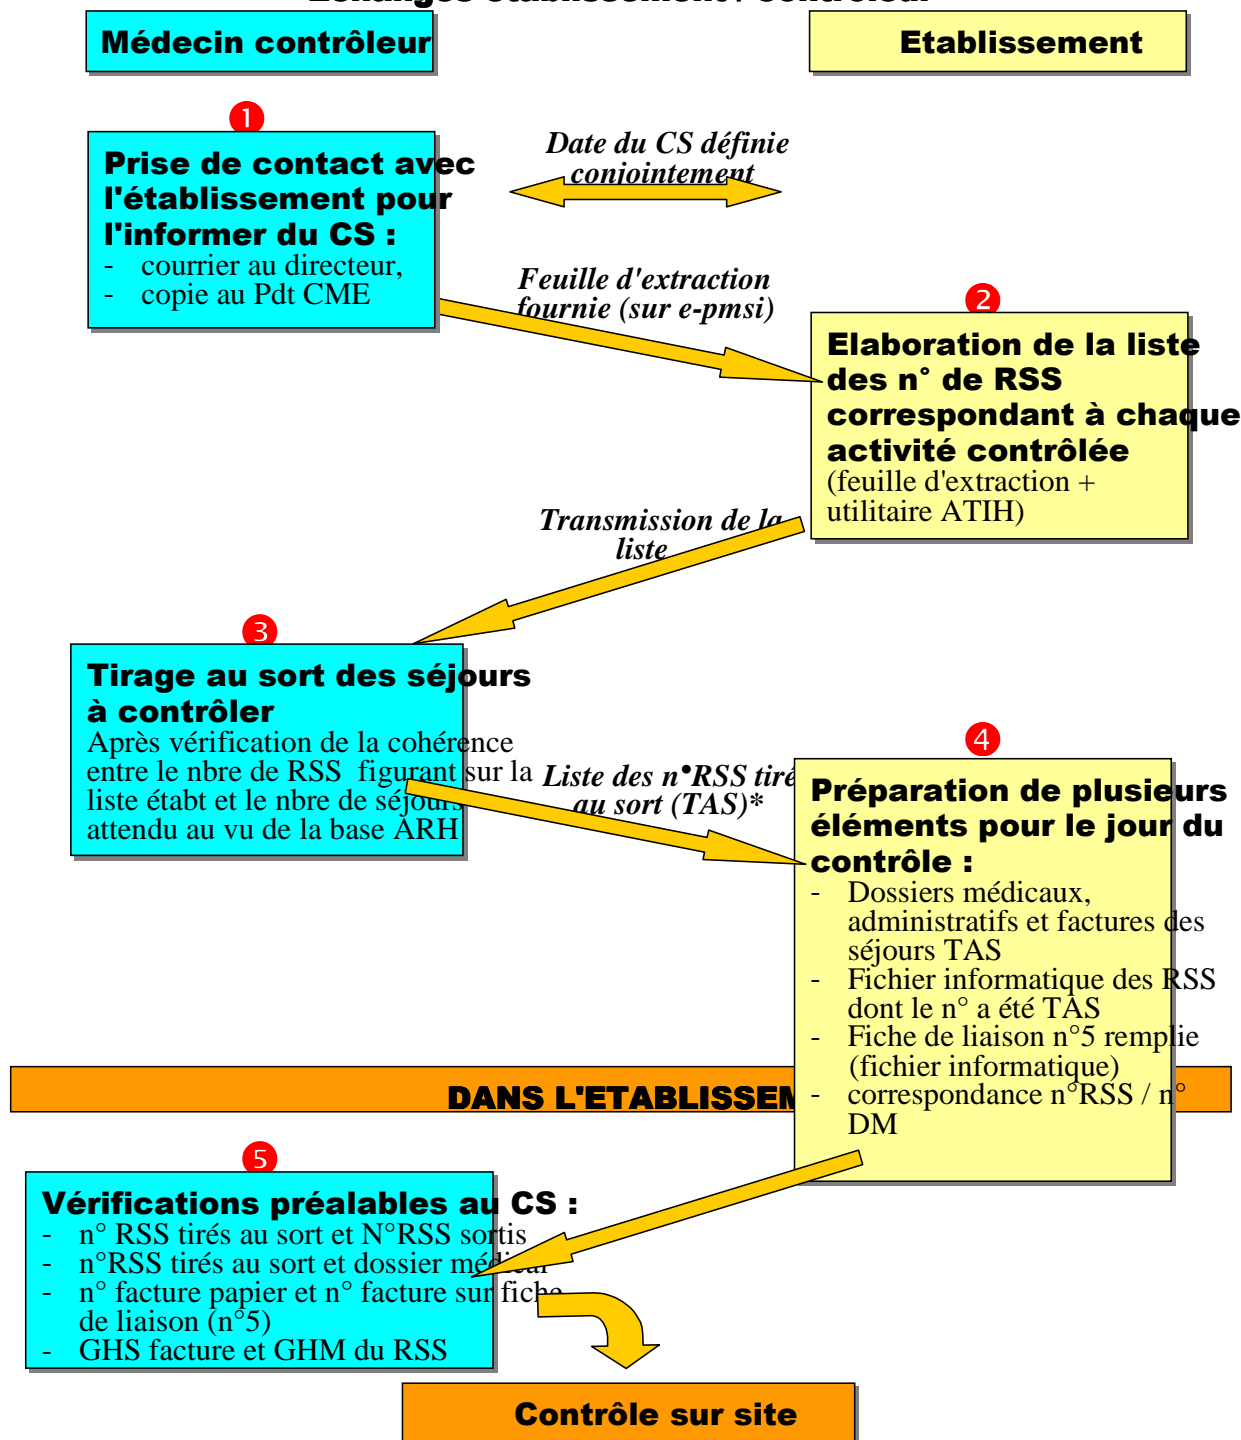 Echanges établissement / contrôleur
Médecin contrôleur
Etablissement
1
Prise de contact avec
l'établissement pour
l'informer du CS :
- courrier au directeur,
- copie au Pdt CME
Date du CS définie
conjointement
Feuille d'extraction
fournie (sur e-pmsi)
2
Elaboration de la liste
des n° de RSS
correspondant à chaque
activité contrôlée
(feuille d'extraction +
utilitaire ATIH)
Transmission de la
liste
3
Tirage au sort des séjours
à contrôler
Après vérification de la cohérence
entre le nbre de RSS figurant sur la
liste étabt et le nbre de séjours
attendu au vu de la base ARH
Liste des n°RSS tiré
au sort (TAS)*
4
Préparation de plusieurs
éléments pour le jour du
contrôle :
- Dossiers médicaux,
administratifs et factures des
séjours TAS
- Fichier informatique des RSS
dont le n° a été TAS
- Fiche de liaison n°5 remplie
(fichier informatique)
- correspondance n°RSS / n°
DM
DANS L'ETABLISSEM
5
Vérifications préalables au CS :
- n° RSS tirés au sort et N°RSS sortis
- n°RSS tirés au sort et dossier médical
- n° facture papier et n° facture sur fiche
de liaison (n°5)
- GHS facture et GHM du RSS
Contrôle sur site